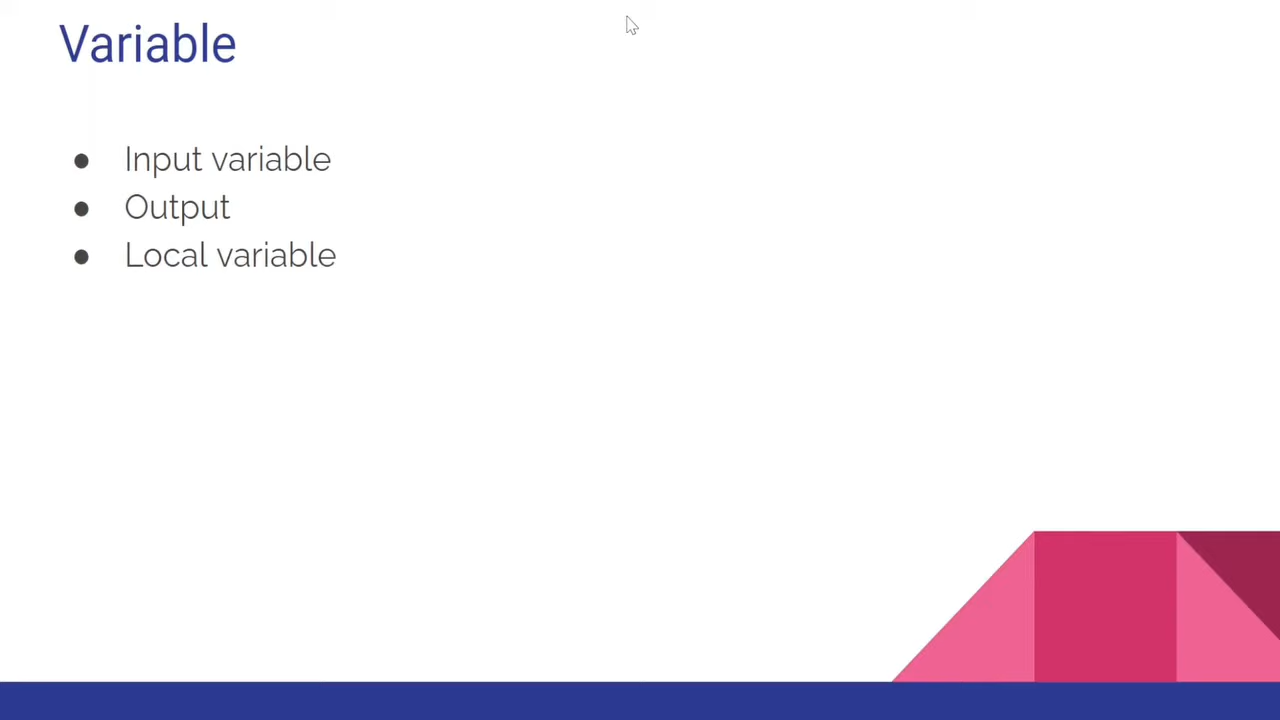 Variable
● Input variable
● Output
● Local variable